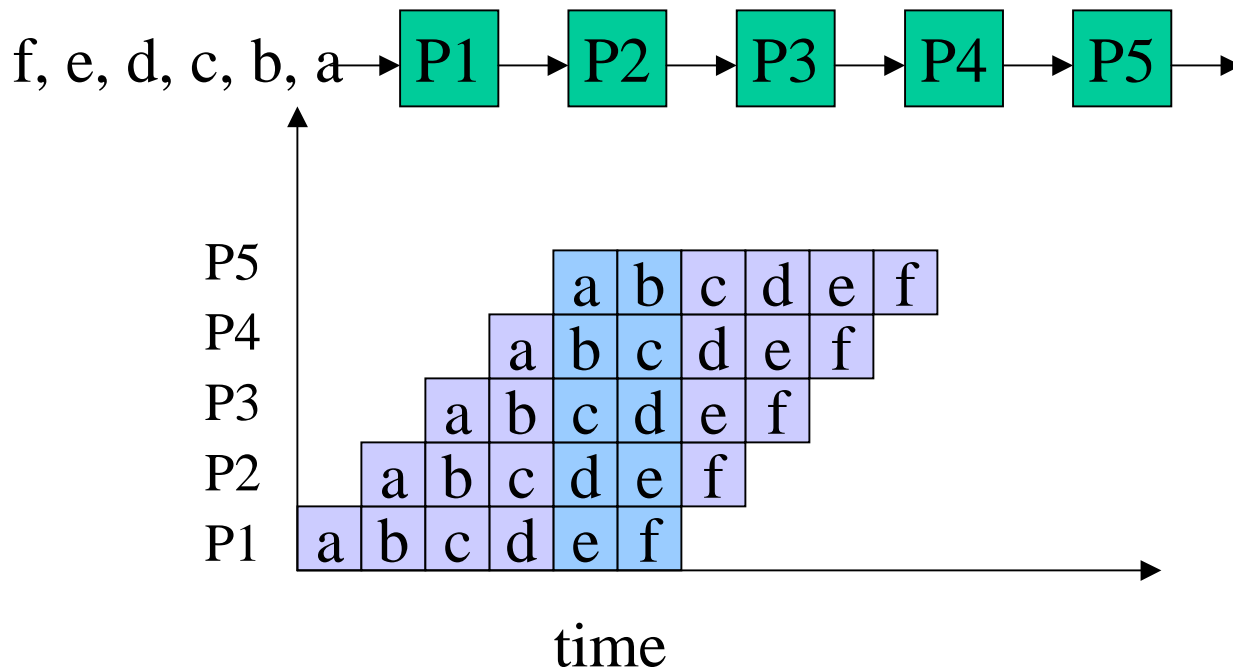 f, e, d, c, b, a P1 P2 P3 P4 P5
P5 a b c d e f
P4 a b c d e f
P3 a b c d e f
P2 a b c d e f
P1 a b c d e f
time